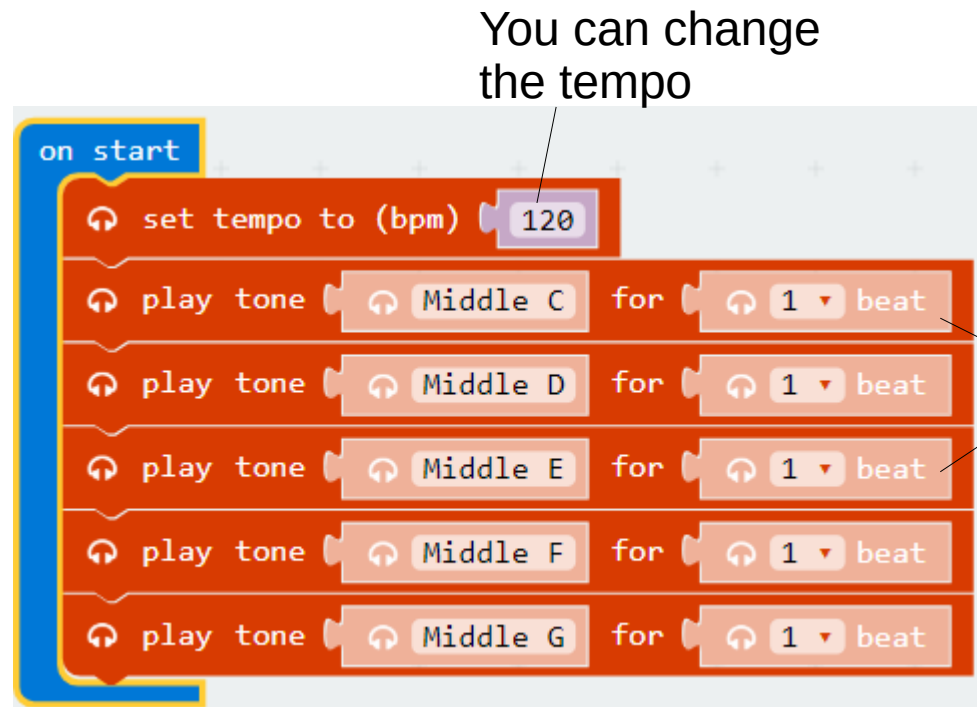 You can change
the tempo
on start
set tempo to (bpm) 120
play tone Middle C for 1 beat
play tone Middle D for 1 beat
play tone Middle E for 1 beat
play tone Middle F for 1 beat
play tone Middle G for 1 beat